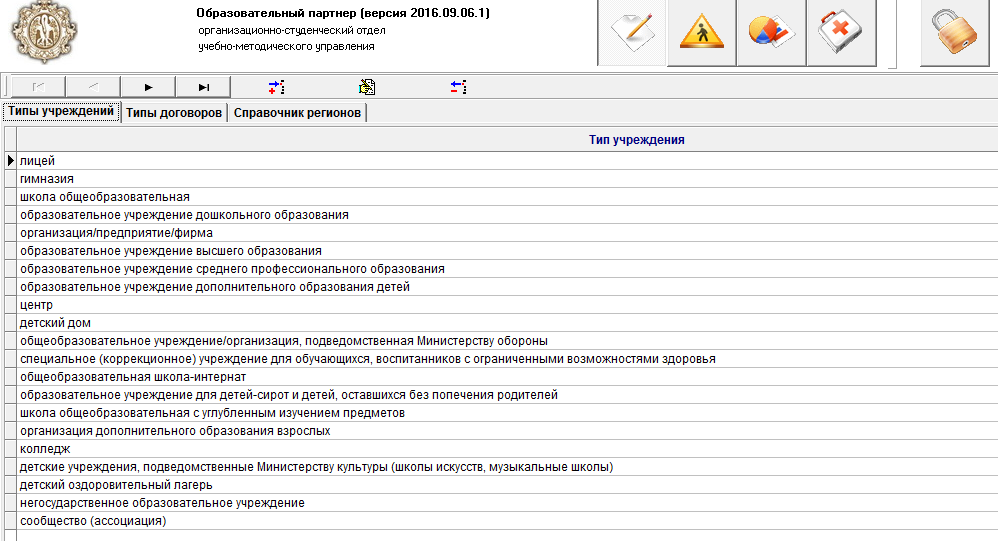 Образовательный партнер (версия 2016.09.06.1)
организационно-студенческий отдел
учебно-методического управления
Типы учреждений
Типы договоров
Справочник регионов
Тип учреждения
лицей
гимназия
школа общеобразовательная
образовательное учреждение дошкольного образования
организация/предприятие/фирма
образовательное учреждение высшего образования
образовательное учреждение среднего профессионального образования
образовательное учреждение дополнительного образования детей
центр
детский дом
общеобразовательное учреждение/организация, подведомственная Министерству обороны
специальное (коррекционное) учреждение для обучающихся, воспитанников с ограниченными возможностями здоровья
общеобразовательная школа-интернат
образовательное учреждение для детей-сирот и детей, оставшихся без попечения родителей
школа общеобразовательная с углубленным изучением предметов
организация дополнительного образования взрослых
колледж
детские учреждения, подведомственные Министерству культуры (школы искусств, музыкальные школы)
детский оздоровительный лагерь
негосударственное образовательное учреждение
сообщество (ассоциация)